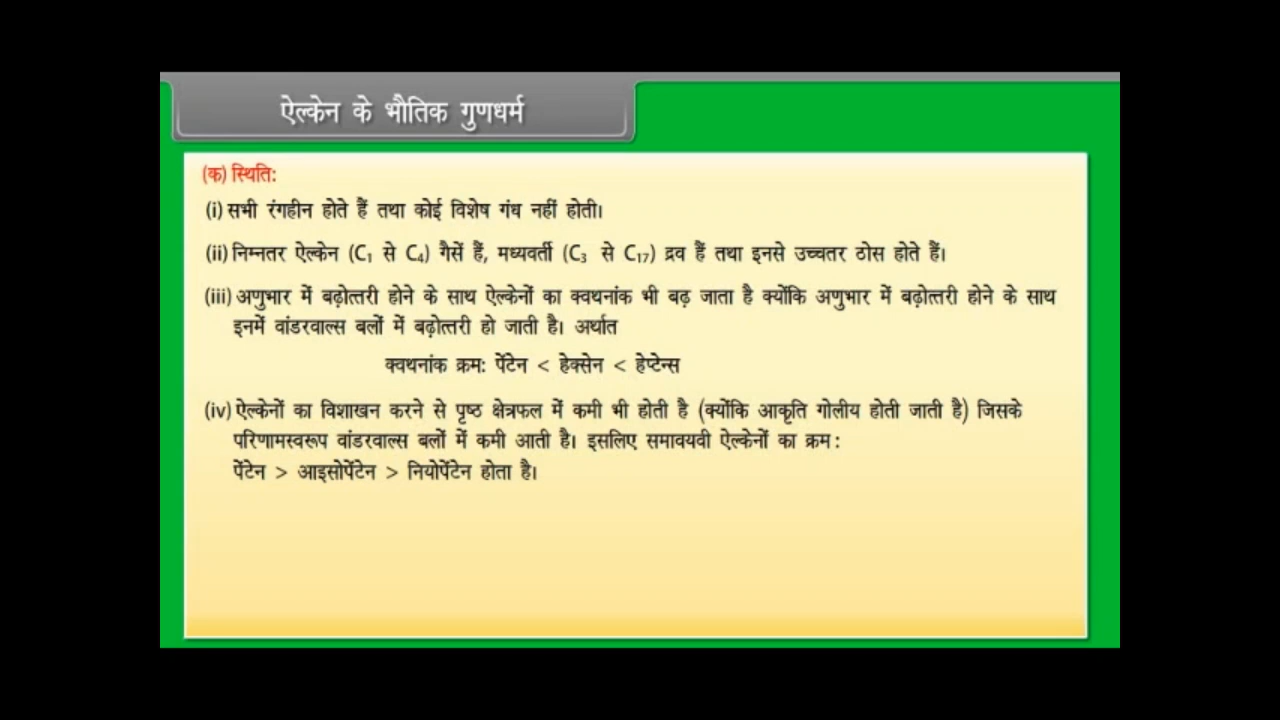 ऐल्केन के भौतिक गुणधर्म
(क) स्थिति:
(i) सभी रंगहीन होते हैं तथा कोई विशेष गंध नहीं होती।
(ii) निम्नतर ऐल्केन (C₁ से C₄) गैसें हैं, मध्यवर्ती (C₃ से C₁₇) द्रव हैं तथा इनसे उच्चतर ठोस होते हैं।
(iii) अणुभार में बढ़ोत्तरी होने के साथ ऐल्केनों का क्वथनांक भी बढ़ जाता है क्योंकि अणुभार में बढ़ोत्तरी होने के साथ
इनमें वांडरवाल्स बलों में बढ़ोत्तरी हो जाती है। अर्थात
क्वथनांक क्रम: पेंटेन < हेक्सेन < हेप्टेन्स
(iv) ऐल्केनों का विशाखन करने से पृष्ठ क्षेत्रफल में कमी भी होती है (क्योंकि आकृति गोलीय होती जाती है) जिसके
परिणामस्वरूप वांडरवाल्स बलों में कमी आती है। इसलिए समावयवी ऐल्केनों का क्रम :
पेंटेन > आइसोपेंटेन > नियोपेंटेन होता है।